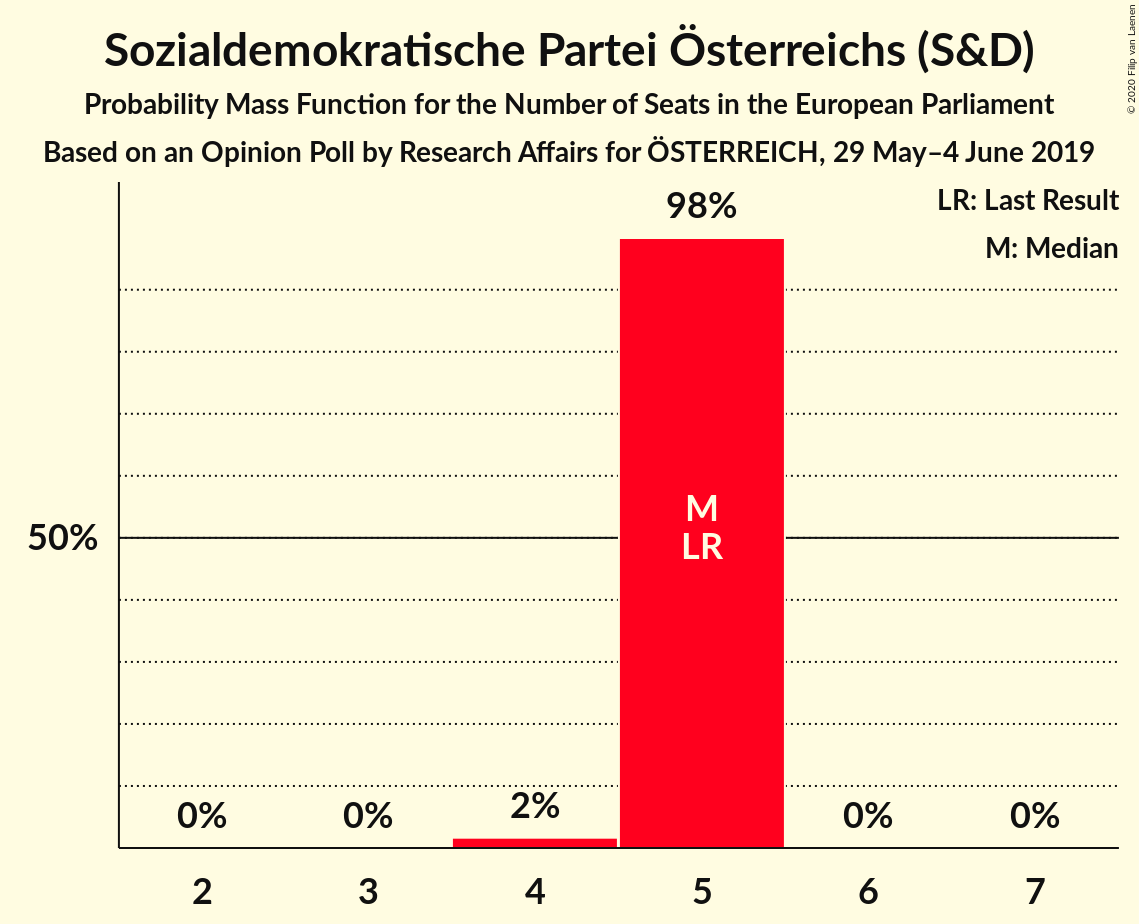 Sozialdemokratische Partei Österreichs (S&D)
Probability Mass Function for the Number of Seats in the European Parliament
Based on an Opinion Poll by Research Affairs for ÖSTERREICH, 29 May–4 June 2019
© 2020 Filip van Laenen
LR: Last Result
M: Median
98%
50%
M
LR
0%
0%
2%
0%
0%
2
3
4
5
6
7